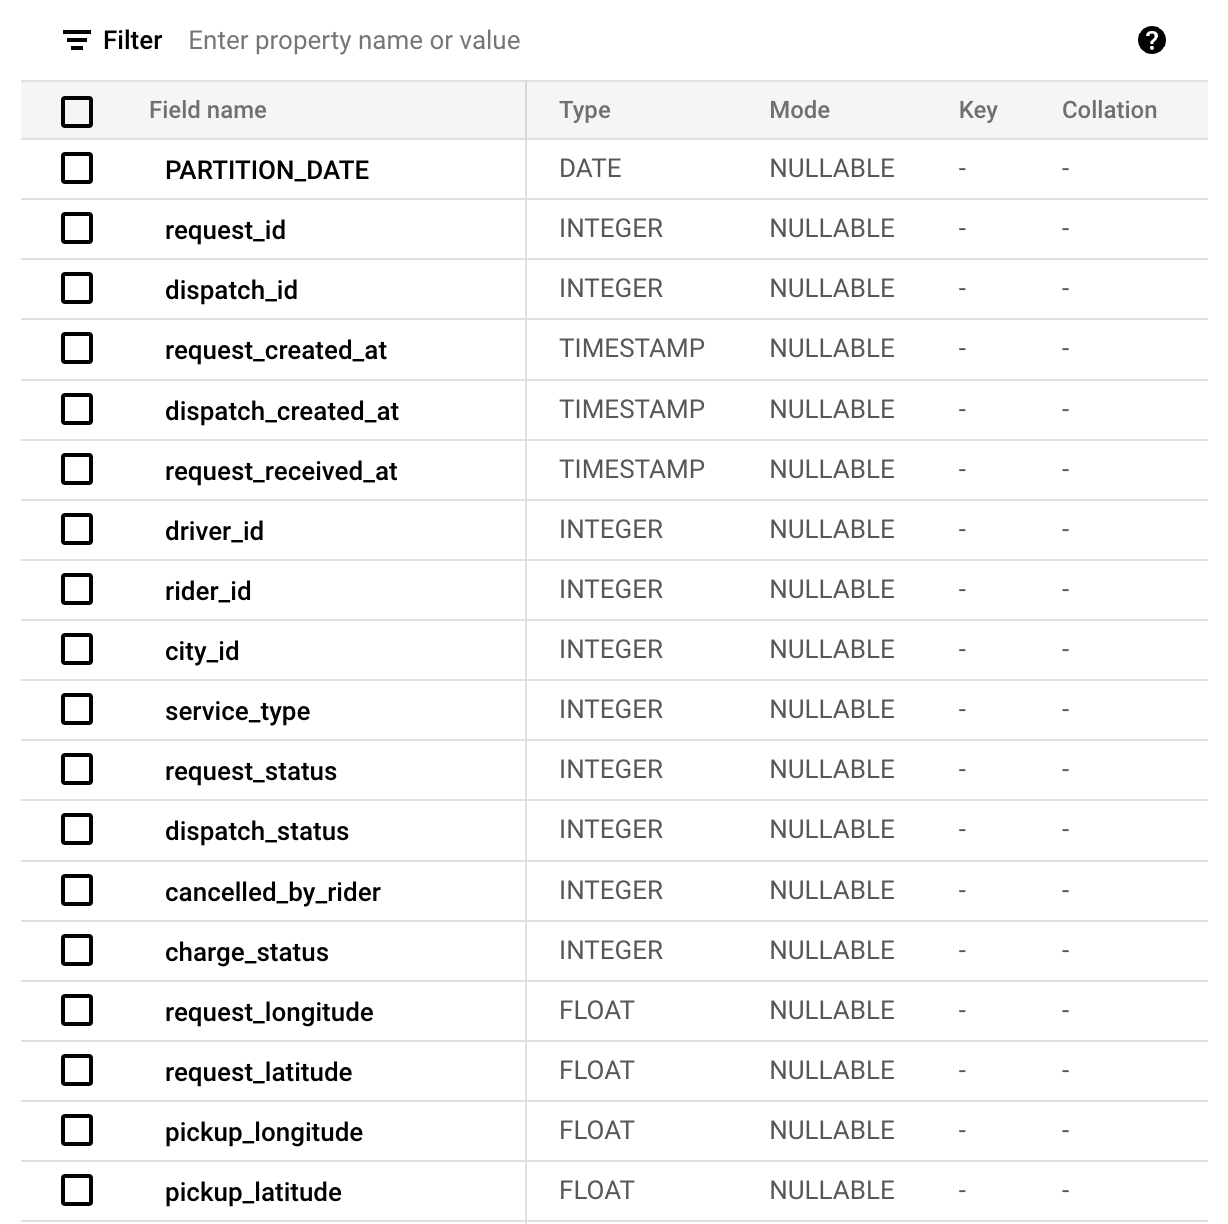 Filter Enter property name or value ?
Field name Type Mode Key Collation
PARTITION_DATE DATE NULLABLE - -
request_id INTEGER NULLABLE - -
dispatch_id INTEGER NULLABLE - -
request_created_at TIMESTAMP NULLABLE - -
dispatch_created_at TIMESTAMP NULLABLE - -
request_received_at TIMESTAMP NULLABLE - -
driver_id INTEGER NULLABLE - -
rider_id INTEGER NULLABLE - -
city_id INTEGER NULLABLE - -
service_type INTEGER NULLABLE - -
request_status INTEGER NULLABLE - -
dispatch_status INTEGER NULLABLE - -
cancelled_by_rider INTEGER NULLABLE - -
charge_status INTEGER NULLABLE - -
request_longitude FLOAT NULLABLE - -
request_latitude FLOAT NULLABLE - -
pickup_longitude FLOAT NULLABLE - -
pickup_latitude FLOAT NULLABLE - -